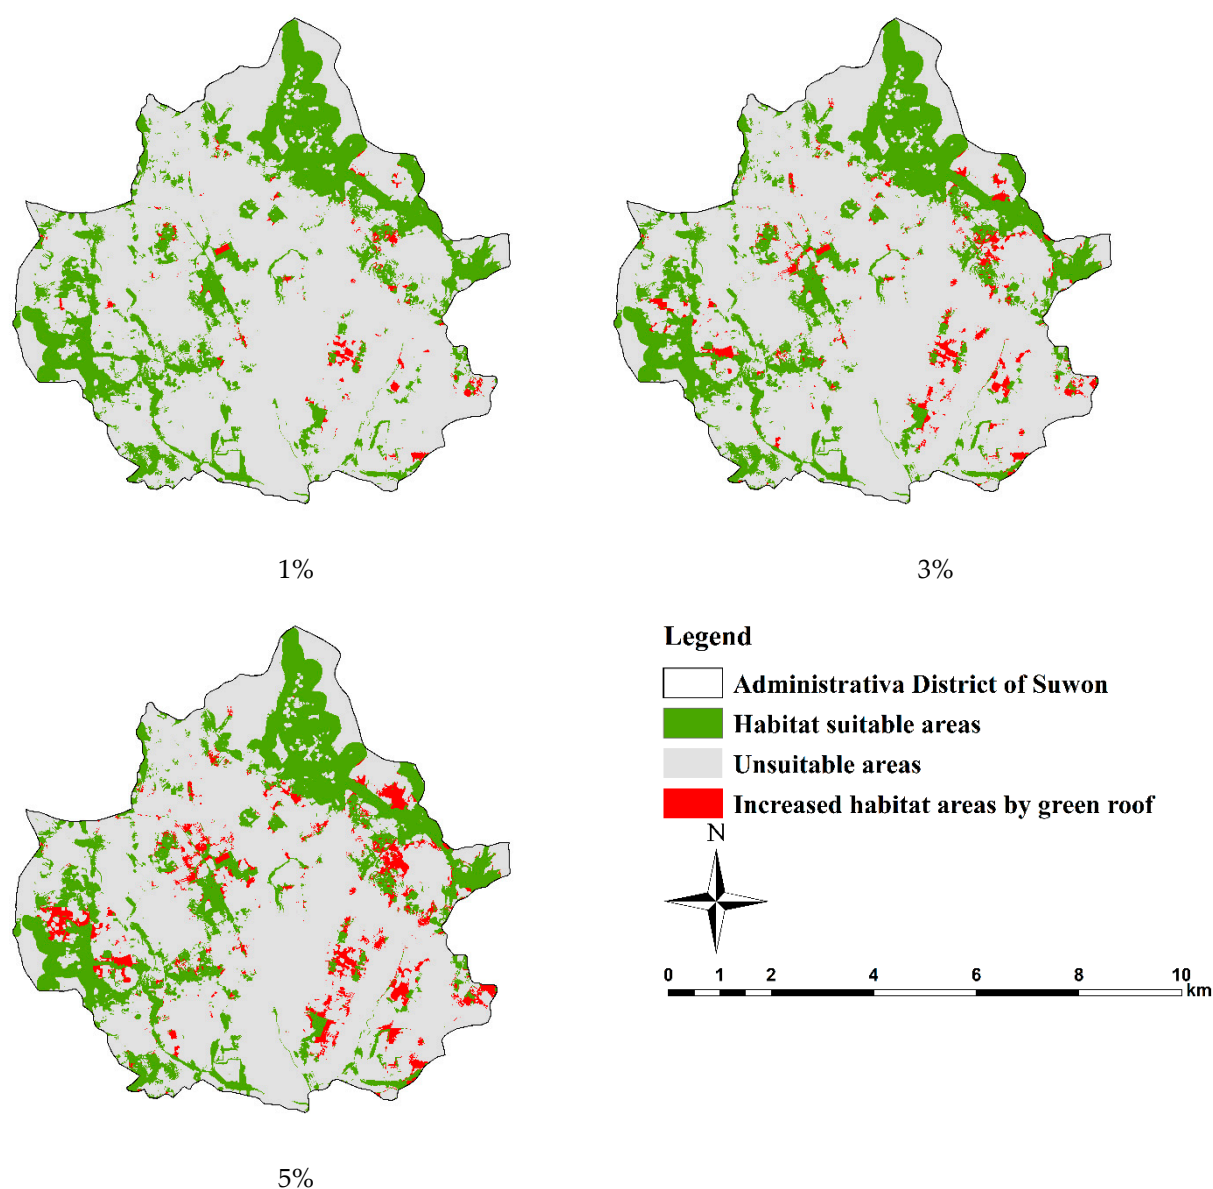 1%
3%
Legend
Administrativa District of Suwon
Habitat suitable areas
Unsuitable areas
Increased habitat areas by green roof
N
0 1 2 4 6 8 10
km
5%